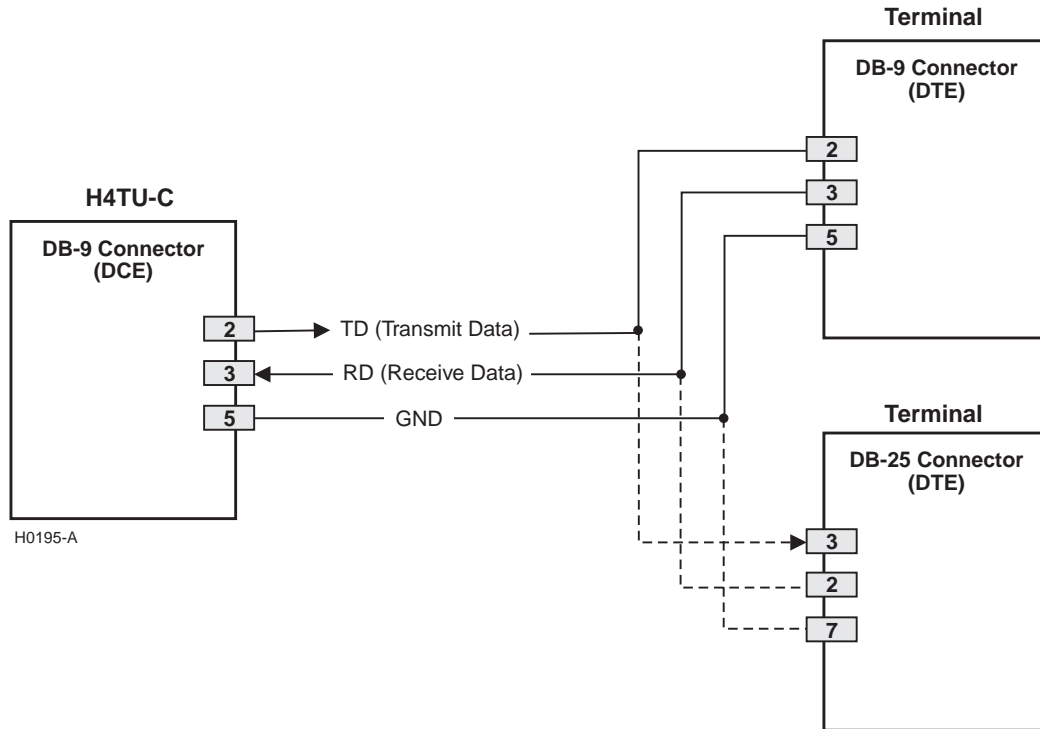 Terminal
DB-9 Connector
(DTE)
2
3
5
H4TU-C
DB-9 Connector
(DCE)
2
TD (Transmit Data)
3
RD (Receive Data)
5
GND
H0195-A
Terminal
DB-25 Connector
(DTE)
3
2
7